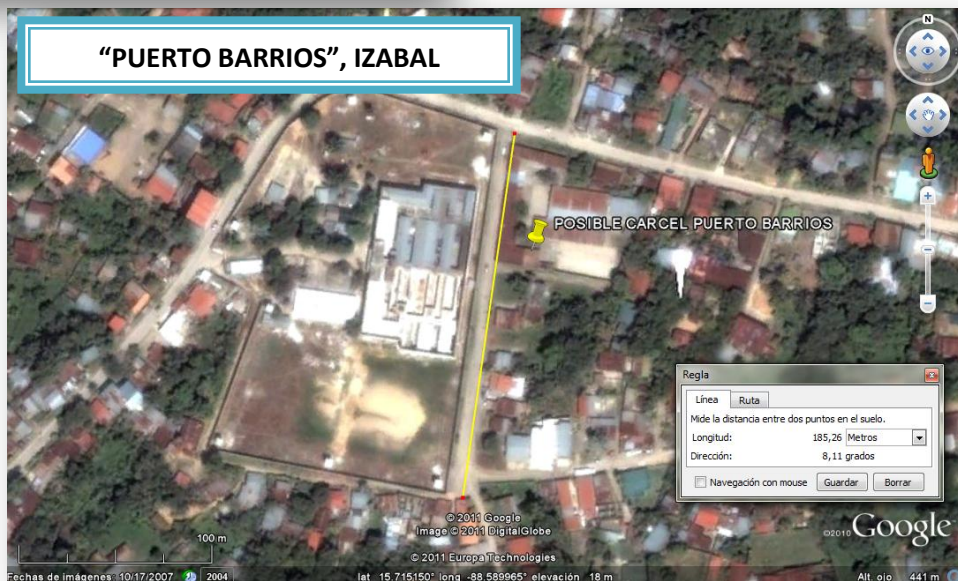 “PUERTO BARRIOS”, IZABAL
N
POSIBLE CARCEL PUERTO BARRIOS
Regla
Línea Ruta
Mide la distancia entre dos puntos en el suelo.
Longitud: 185,26 Metros
Dirección: 8,11 grados
Navegación con mouse Guardar Borrar
© 2011 Google
Image © 2011 DigitalGlobe
© 2011 Europa Technologies
©2010 Google
100 m
Fechas de imágenes: 10/17/2007 2004 lat 15.715150° long -88.589965° elevación 18 m Alt. ojo 441 m